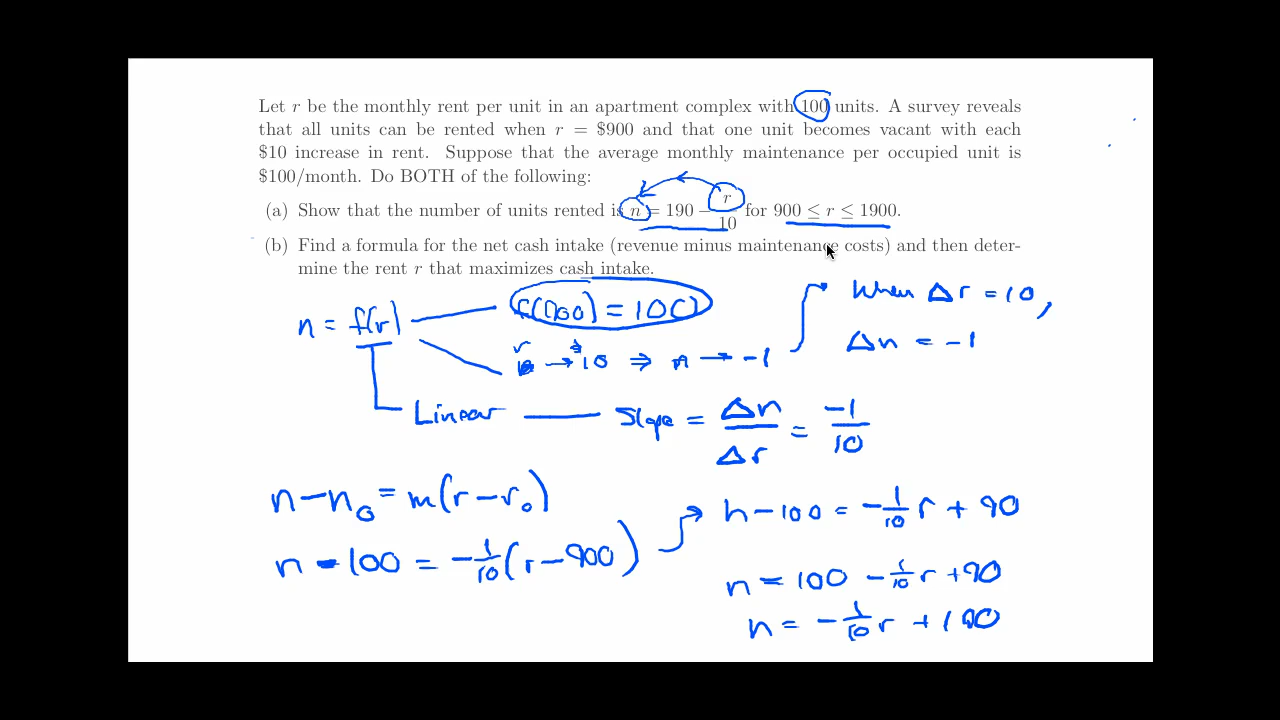 Let r be the monthly rent per unit in an apartment complex with 100 units. A survey reveals
that all units can be rented when r = $900 and that one unit becomes vacant with each
$10 increase in rent. Suppose that the average monthly maintenance per occupied unit is
$100/month. Do BOTH of the following:
(a) Show that the number of units rented is n = 190 − r/10 for 900 ≤ r ≤ 1900.
(b) Find a formula for the net cash intake (revenue minus maintenance costs) and then deter-
mine the rent r that maximizes cash intake.
n = f(r)
f(900) = 100
r → $10 ⇒ n → -1
When Δr = 10,
Δn = -1
Linear — Slope = Δn/Δr = -1/10
n - n₀ = m(r - r₀)
n - 100 = -1/10(r - 900)
n - 100 = -1/10 r + 90
n = 100 - 1/10 r + 90
n = -1/10 r + 190